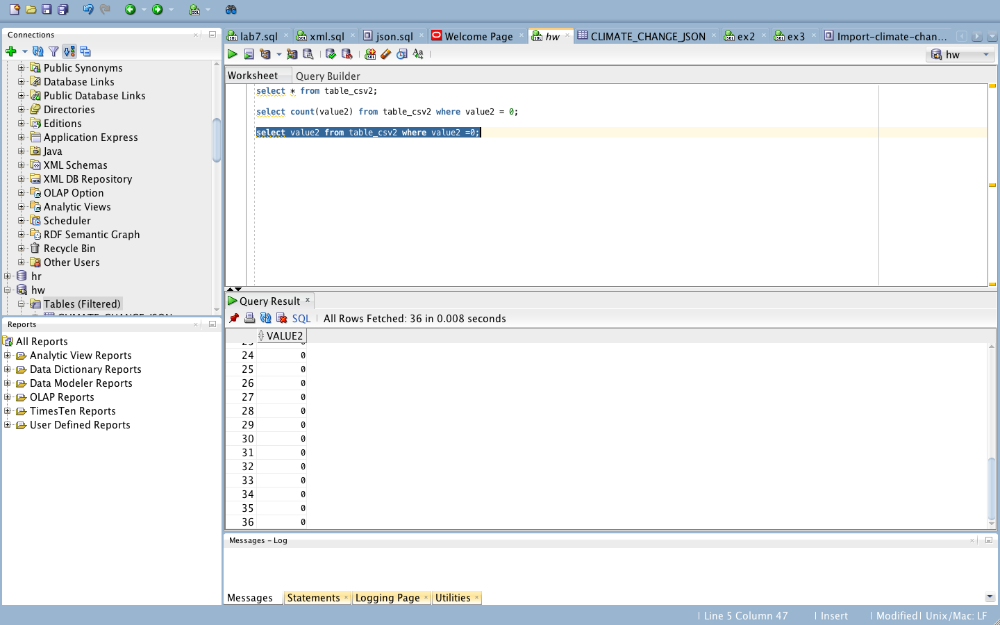 Connections
Public Synonyms
Database Links
Public Database Links
Directories
Editions
Application Express
Java
XML Schemas
XML DB Repository
OLAP Option
Analytic Views
Scheduler
RDF Semantic Graph
Recycle Bin
Other Users
hr
hw
Tables (Filtered)
CLIMATE_CHANGE_JSON
Reports
All Reports
Analytic View Reports
Data Dictionary Reports
Data Modeler Reports
OLAP Reports
TimesTen Reports
User Defined Reports
lab7.sql xml.sql json.sql Welcome Page hw CLIMATE_CHANGE_JSON ex2 ex3 Import-climate-chan...
Aa hw
Worksheet Query Builder
select * from table_csv2;
select count(value2) from table_csv2 where value2 = 0;
select value2 from table_csv2 where value2 =0;
Query Result
SQL All Rows Fetched: 36 in 0.008 seconds
VALUE2
23 0
24 0
25 0
26 0
27 0
28 0
29 0
30 0
31 0
32 0
33 0
34 0
35 0
36 0
Messages - Log
Messages Statements Logging Page Utilities
Line 5 Column 47 Insert Modified Unix/Mac: LF